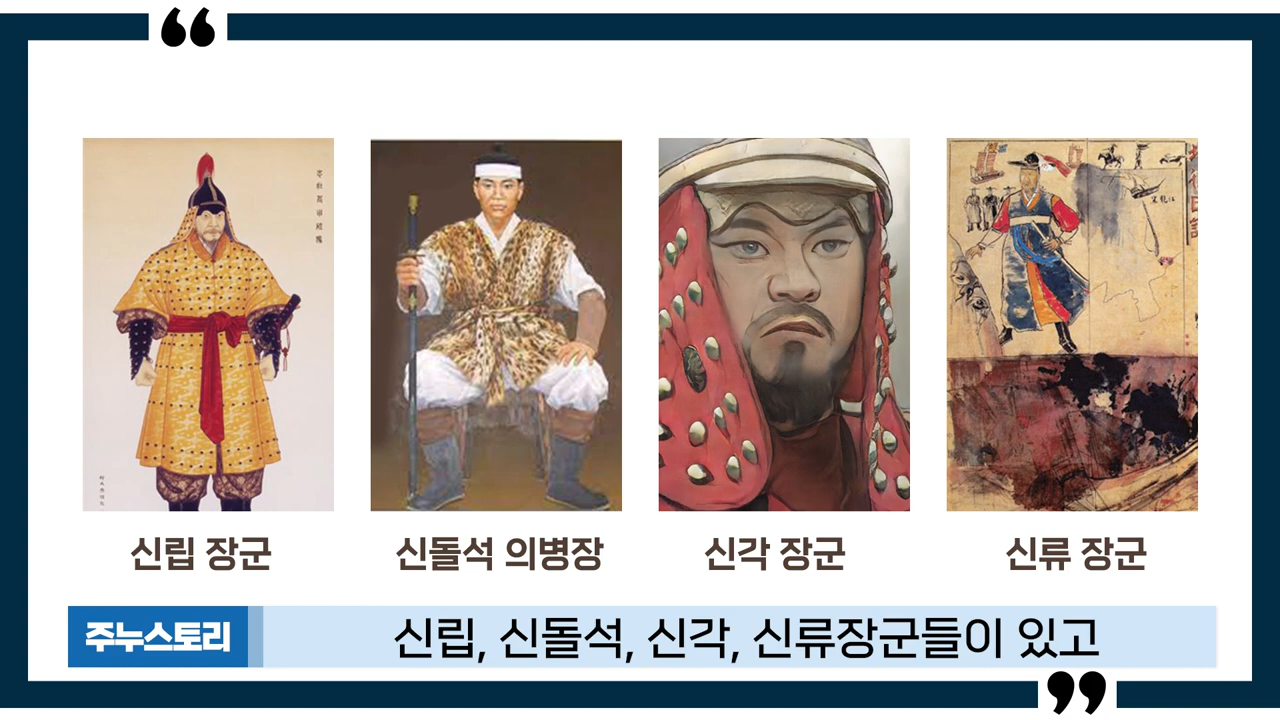 신립 장군
신돌석 의병장
신각 장군
신류 장군
주누스토리
신립, 신돌석, 신각, 신류장군들이 있고